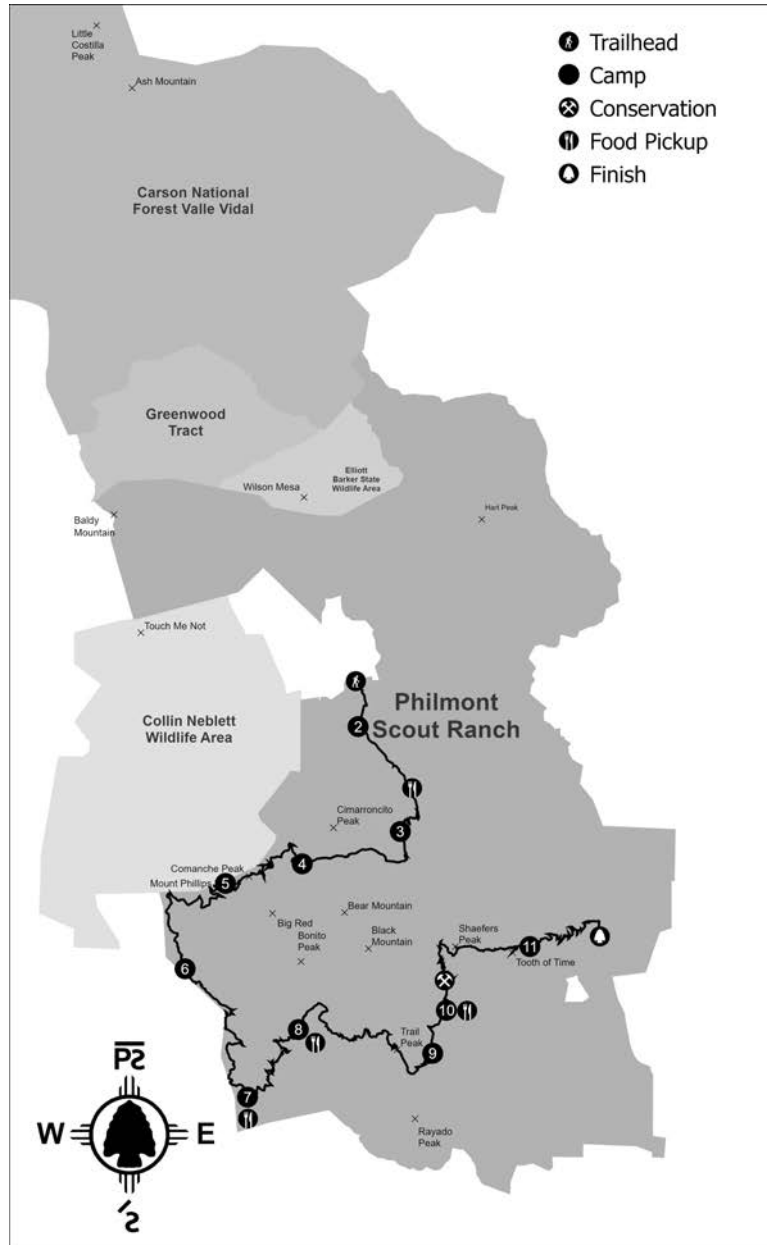 Little
Costilla
Peak
Ash Mountain
Trailhead
Camp
Conservation
Food Pickup
Finish
Carson National
Forest Valle Vidal
Greenwood
Tract
Elliott
Barker State
Wildlife Area
Wilson Mesa
Baldy
Mountain
Hart Peak
Touch Me Not
Collin Neblett
Wildlife Area
Philmont
Scout Ranch
2
3
Cimarroncito
Peak
4
Comanche Peak
5
Mount Phillips
Big Red
Bonito
Peak
Bear Mountain
Black
Mountain
Shaefers
Peak
11
Tooth of Time
6
10
8
Trail
Peak
9
7
Rayado
Peak
W
E